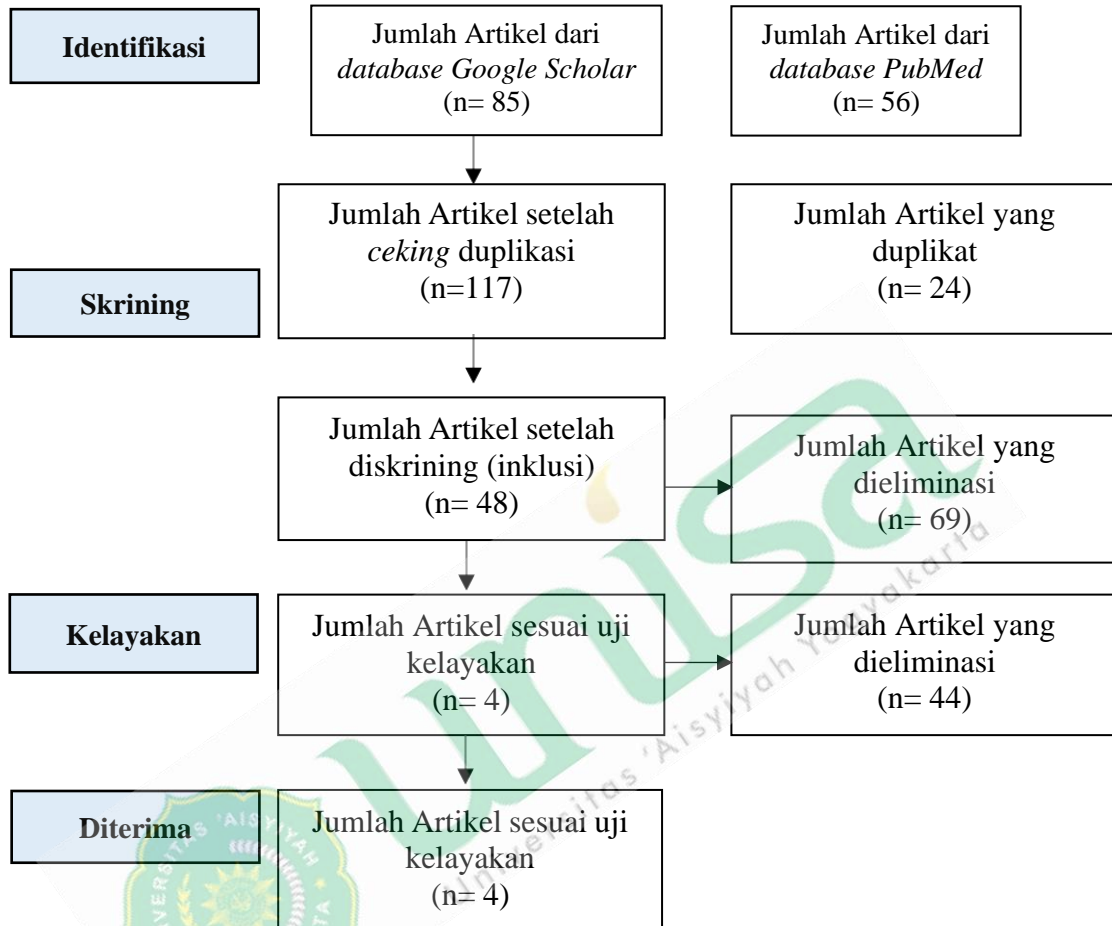 Identifikasi
Jumlah Artikel dari
database Google Scholar
(n= 85)
Jumlah Artikel dari
database PubMed
(n= 56)
Skrining
Jumlah Artikel setelah
ceking duplikasi
(n=117)
Jumlah Artikel yang
duplikat
(n= 24)
Jumlah Artikel setelah
diskrining (inklusi)
(n= 48)
Jumlah Artikel yang
dieliminasi
(n= 69)
Kelayakan
Jumlah Artikel sesuai uji
kelayakan
(n= 4)
Jumlah Artikel yang
dieliminasi
(n= 44)
Diterima
Jumlah Artikel sesuai uji
kelayakan
(n= 4)
unisa
Universitas 'Aisyiyah Yogyakarta
'AISYIYAH